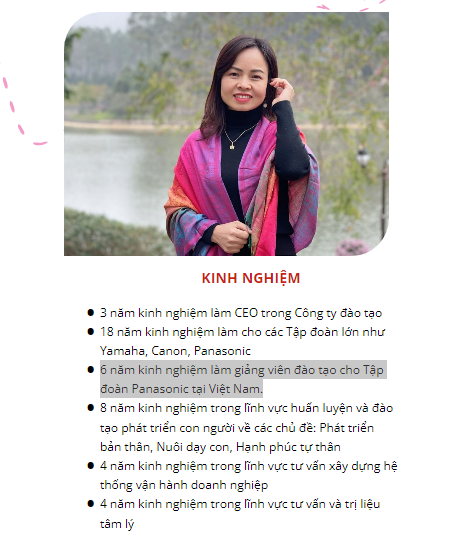 KINH NGHIỆM
3 năm kinh nghiệm làm CEO trong Công ty đào tạo
18 năm kinh nghiệm làm cho các Tập đoàn lớn như
Yamaha, Canon, Panasonic
6 năm kinh nghiệm làm giảng viên đào tạo cho Tập
đoàn Panasonic tại Việt Nam.
8 năm kinh nghiệm trong lĩnh vực huấn luyện và đào
tạo phát triển con người về các chủ đề: Phát triển
bản thân, Nuôi dạy con, Hạnh phúc tự thân
4 năm kinh nghiệm trong lĩnh vực tư vấn xây dựng hệ
thống vận hành doanh nghiệp
4 năm kinh nghiệm trong lĩnh vực tư vấn và trị liệu
tâm lý